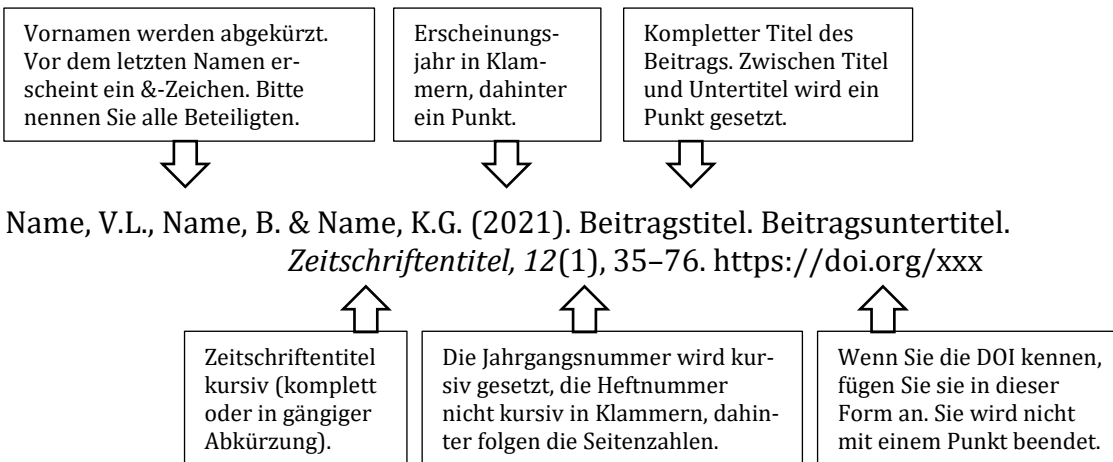 Vornamen werden abgekürzt.
Vor dem letzten Namen er-
scheint ein &-Zeichen. Bitte
nennen Sie alle Beteiligten.
Erscheinungs-
jahr in Klam-
mern, dahinter
ein Punkt.
Kompletter Titel des
Beitrags. Zwischen Titel
und Untertitel wird ein
Punkt gesetzt.
Name, V.L., Name, B. & Name, K.G. (2021). Beitragstitel. Beitragsuntertitel.
Zeitschriftentitel, 12(1), 35–76. https://doi.org/xxx
Zeitschriftentitel
kursiv (komplett
oder in gängiger
Abkürzung).
Die Jahrgangsnummer wird kur-
siv gesetzt, die Heftnummer
nicht kursiv in Klammern, dahin-
ter folgen die Seitenzahlen.
Wenn Sie die DOI kennen,
fügen Sie sie in dieser
Form an. Sie wird nicht
mit einem Punkt beendet.